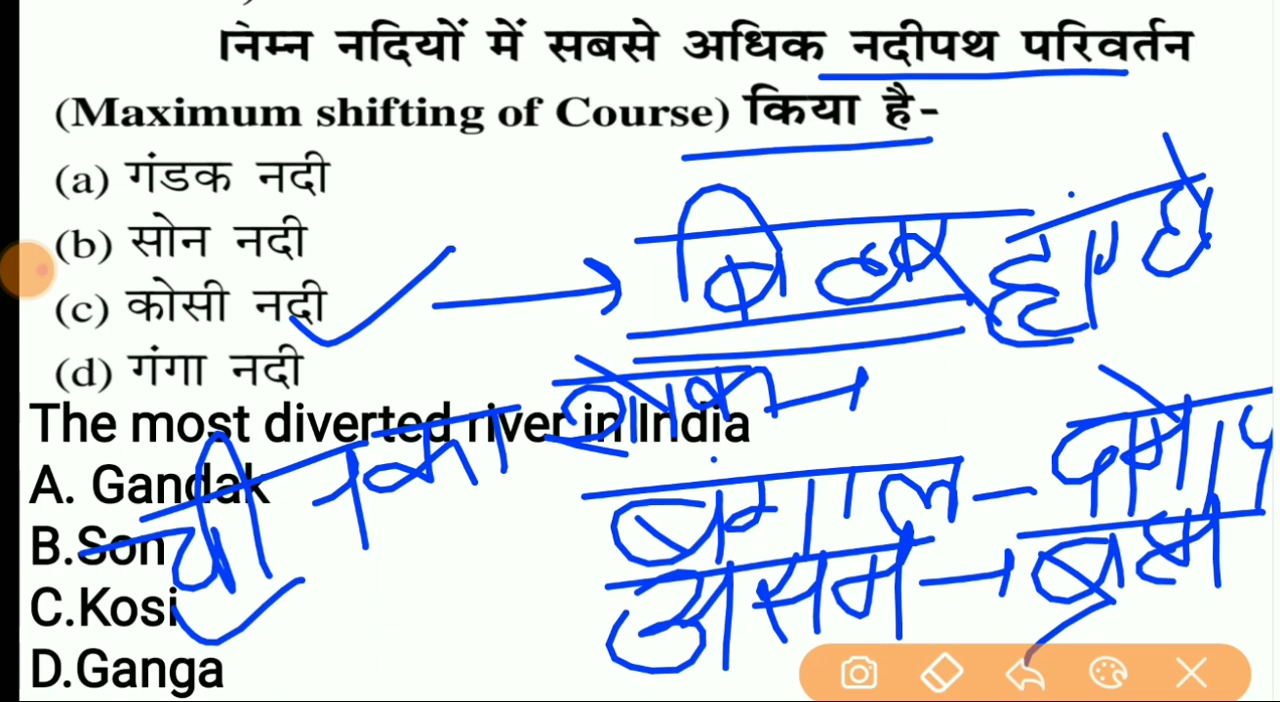 निम्न नदियों में सबसे अधिक नदीपथ परिवर्तन
(Maximum shifting of Course) किया है-
(a) गंडक नदी
(b) सोन नदी
(c) कोसी नदी
(d) गंगा नदी
The most diverted river in India
A. Gandak
B.Son
C.Kosi
D.Ganga
शोक
बंगाल -
असम